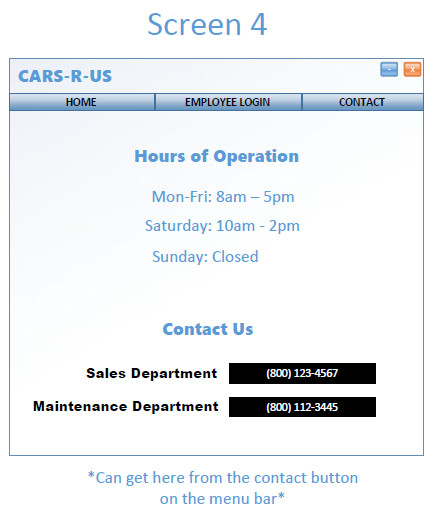 Screen 4
CARS-R-US
- x
HOME EMPLOYEE LOGIN CONTACT
Hours of Operation
Mon-Fri: 8am – 5pm
Saturday: 10am - 2pm
Sunday: Closed
Contact Us
Sales Department (800) 123-4567
Maintenance Department (800) 112-3445
*Can get here from the contact button
on the menu bar*